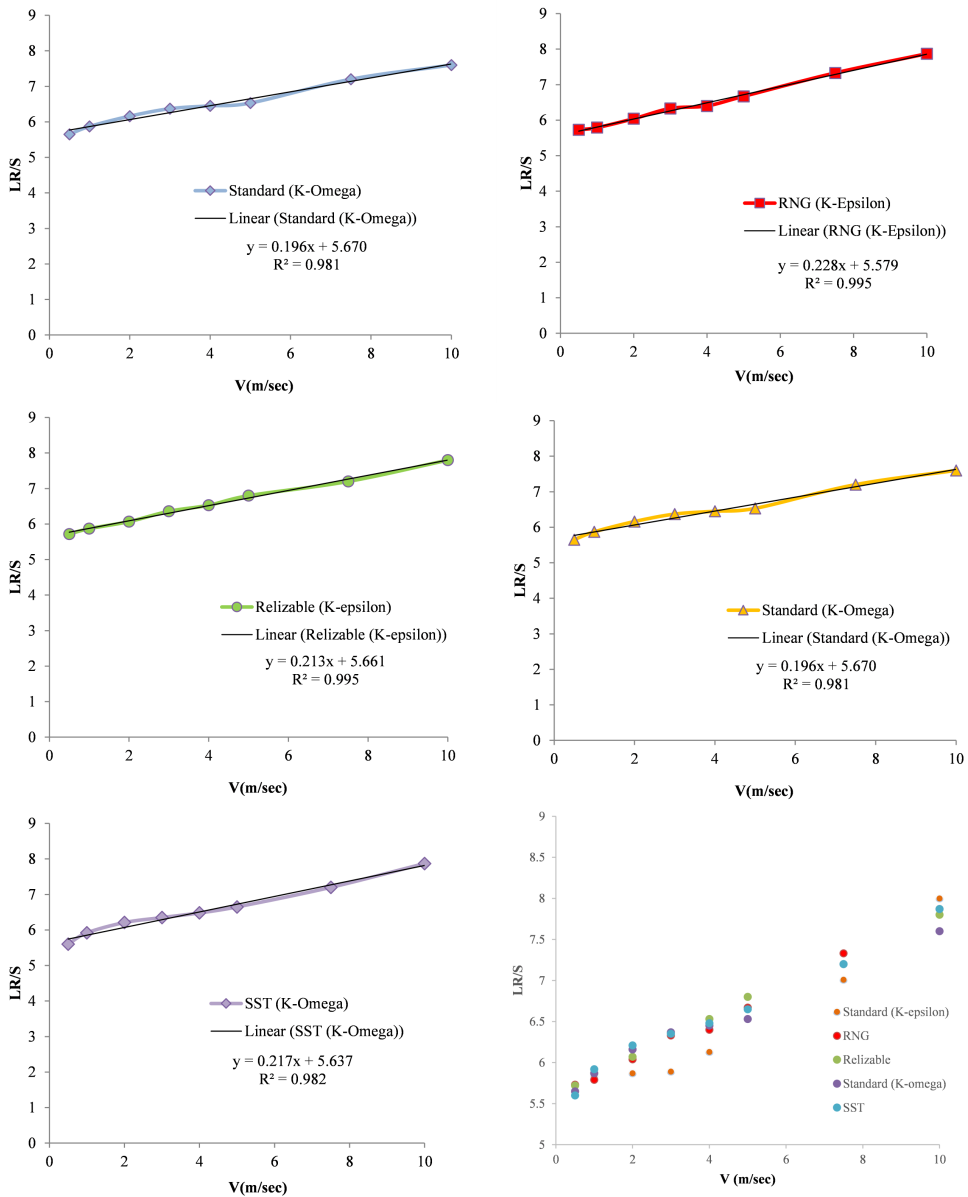 9
8
7
6
5
4
3
2
1
0
LR/S
Standard (K-Omega)
Linear (Standard (K-Omega))
y = 0.196x + 5.670
R² = 0.981
0 2 4 6 8 10
V(m/sec)
9
8
7
6
5
4
3
2
1
0
LR/S
RNG (K-Epsilon)
Linear (RNG (K-Epsilon))
y = 0.228x + 5.579
R² = 0.995
0 2 4 6 8 10
V(m/sec)
9
8
7
6
5
4
3
2
1
0
LR/S
Relizable (K-epsilon)
Linear (Relizable (K-epsilon))
y = 0.213x + 5.661
R² = 0.995
0 2 4 6 8 10
V(m/sec)
9
8
7
6
5
4
3
2
1
0
LR/S
Standard (K-Omega)
Linear (Standard (K-Omega))
y = 0.196x + 5.670
R² = 0.981
0 2 4 6 8 10
V(m/sec)
9
8
7
6
5
4
3
2
1
0
LR/S
SST (K-Omega)
Linear (SST (K-Omega))
y = 0.217x + 5.637
R² = 0.982
0 2 4 6 8 10
V(m/sec)
9
8.5
8
7.5
7
6.5
6
5.5
5
LR/S
Standard (K-epsilon)
RNG
Relizable
Standard (K-omega)
SST
0 2 4 6 8 10
V (m/sec)